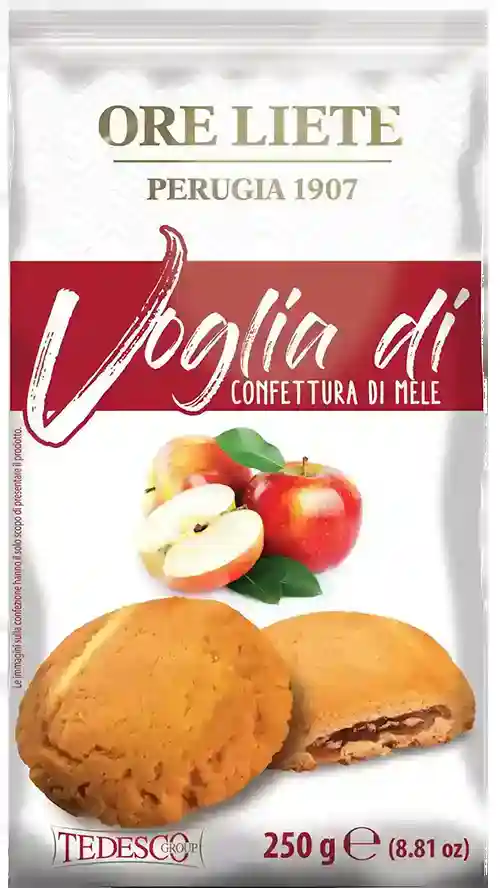 ORE LIETE
PERUGIA 1907
Voglia di
CONFETTURA DI MELE
Le immagini sulla confezione hanno il solo scopo di presentare il prodotto.
TEDESCO
GROUP
250 g ℮ (8.81 oz)